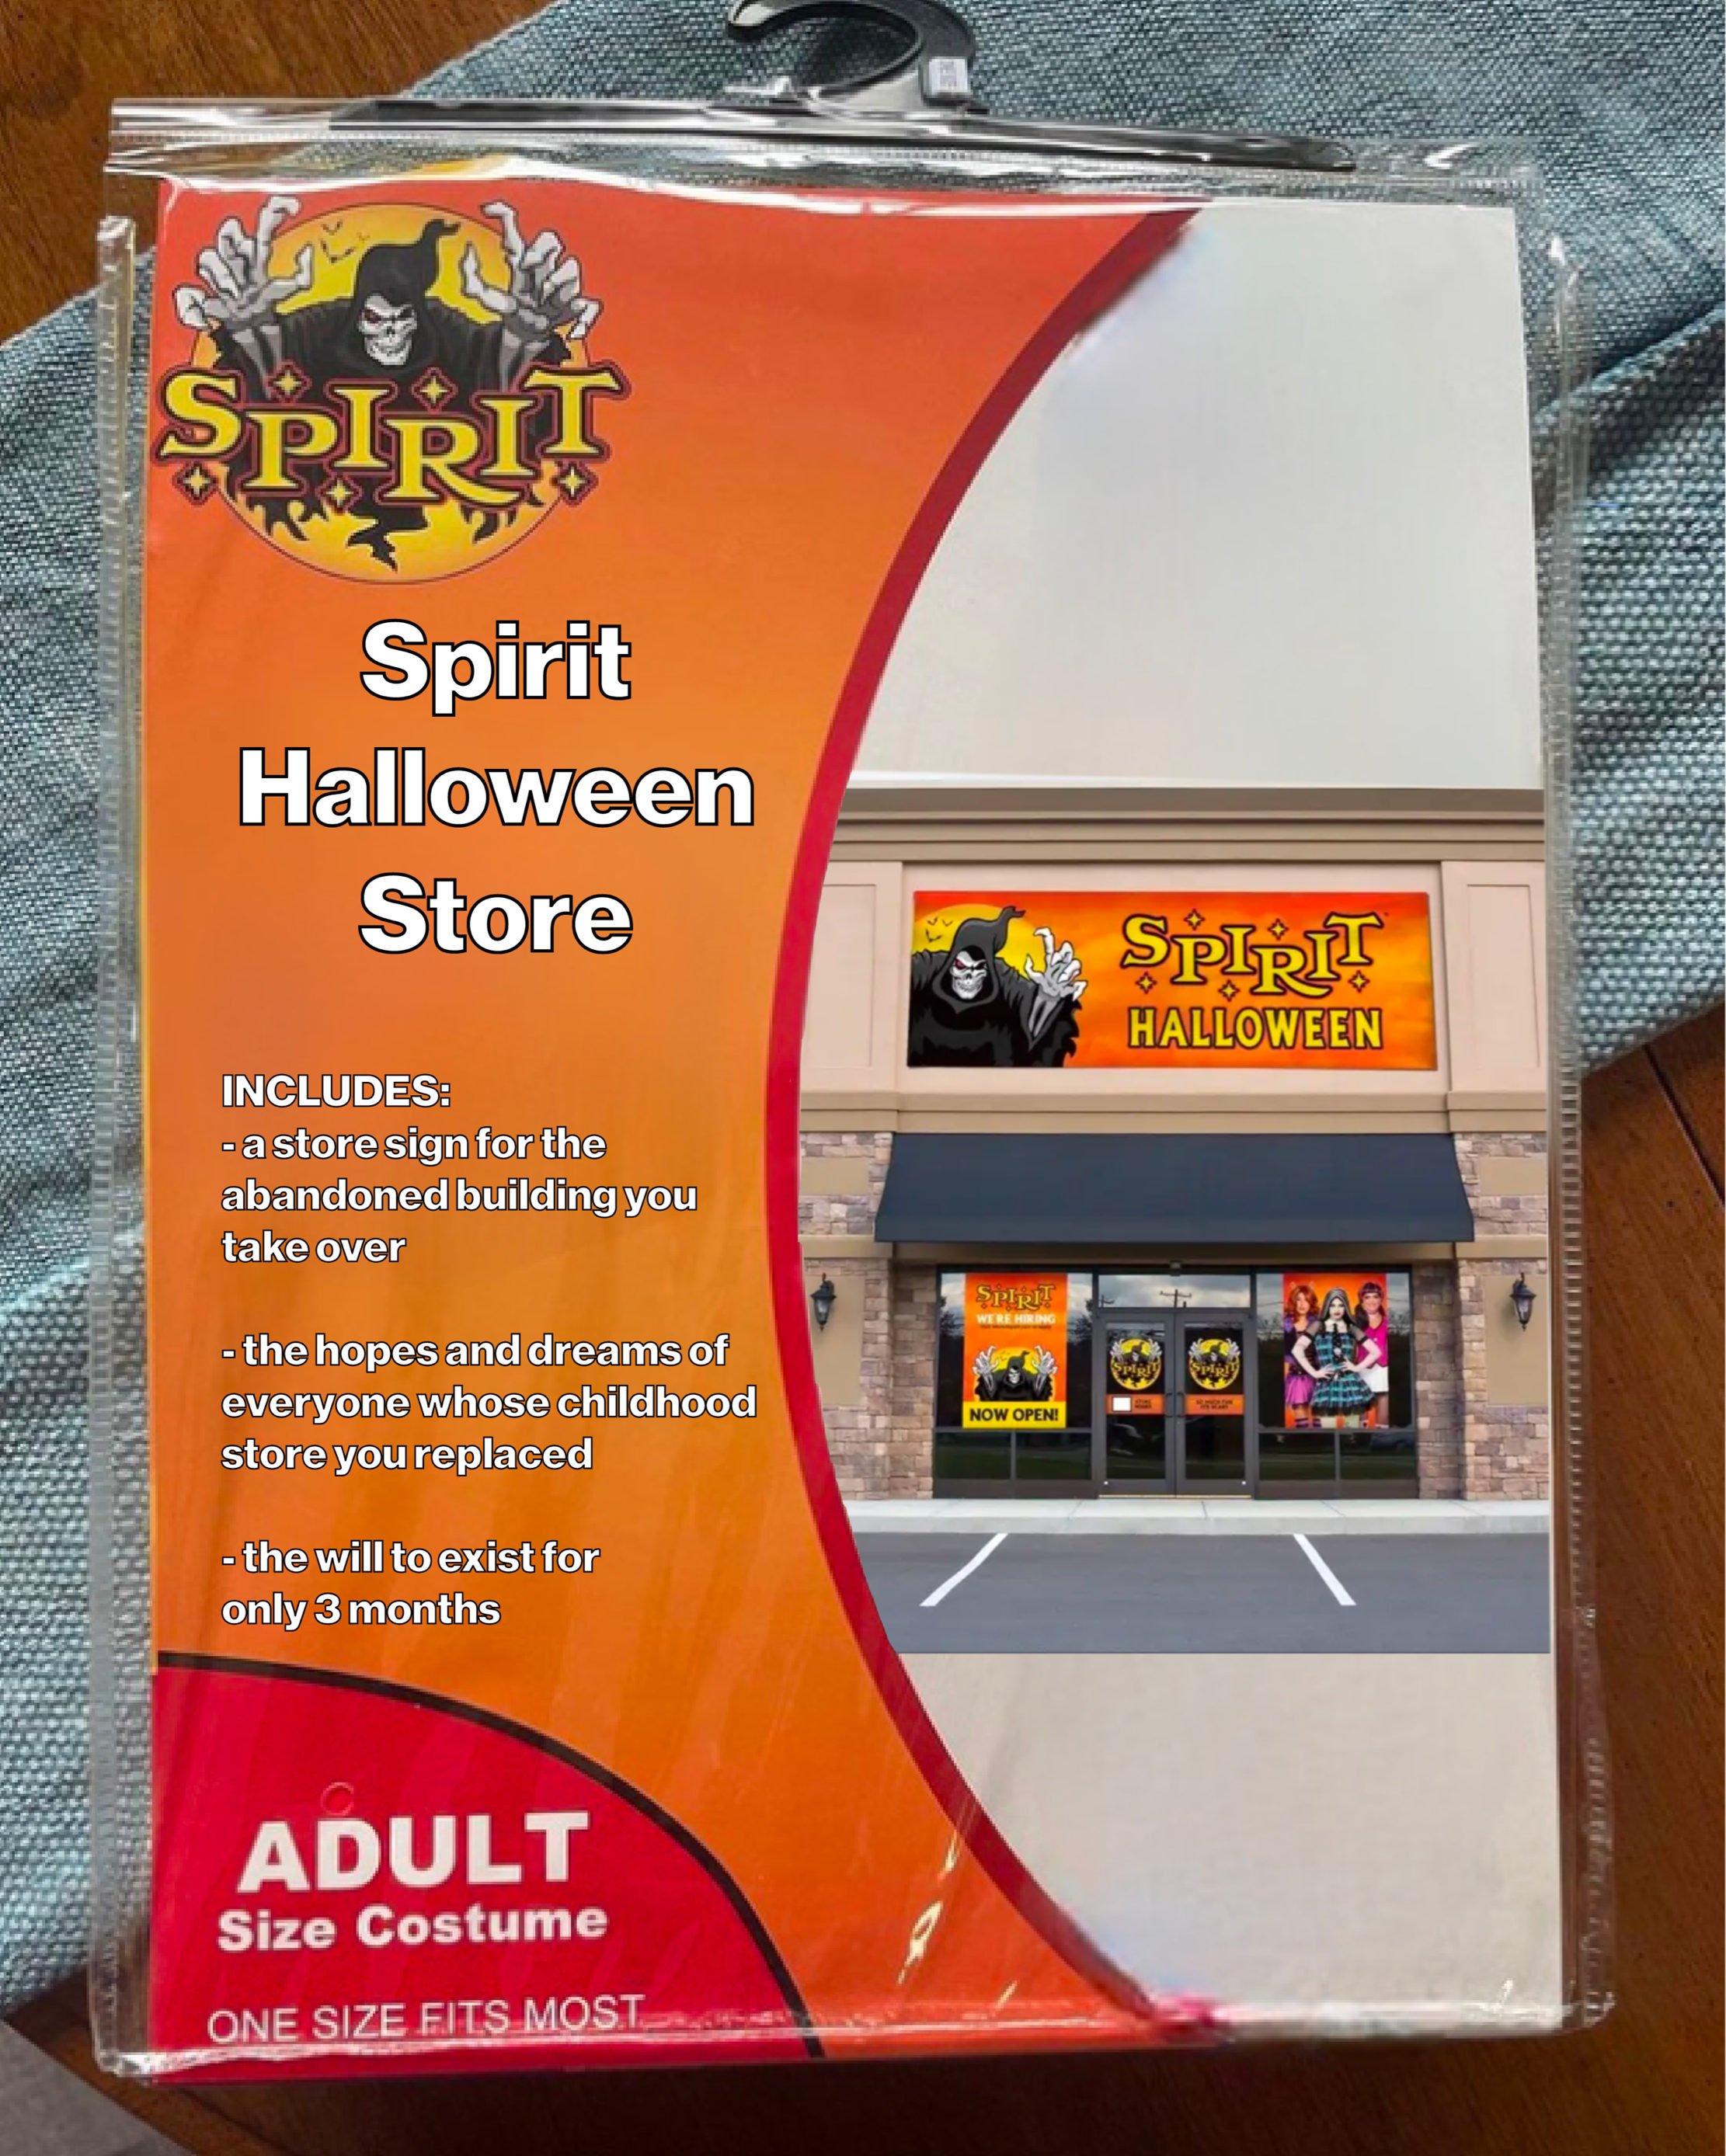 SPIRIT
Spirit
Halloween
Store
INCLUDES:
- a store sign for the
abandoned building you
take over
- the hopes and dreams of
everyone whose childhood
store you replaced
- the will to exist for
only 3 months
ADULT
Size Costume
ONE SIZE FITS MOST
SPIRIT
HALLOWEEN
SPIRIT
WE'RE HIRING
NOW OPEN!
SPIRIT
SPIRIT